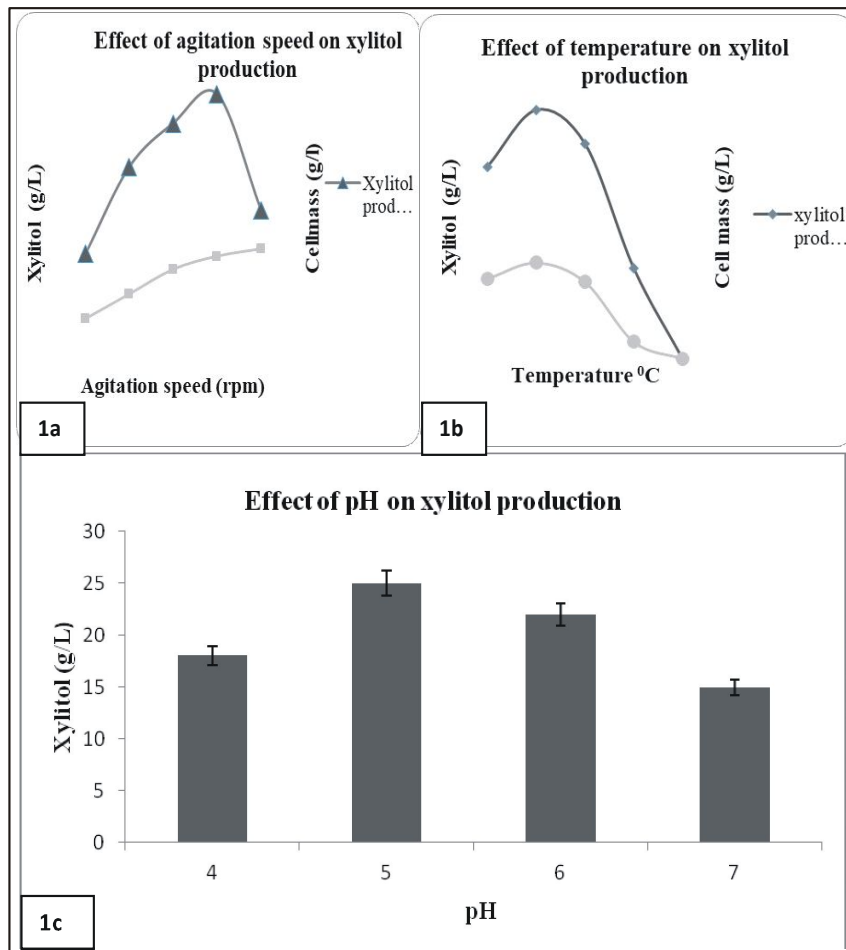 Effect of agitation speed on xylitol
production
Xylitol (g/L)
Cellmass (g/l)
Xylitol
prod…
Agitation speed (rpm)
1a
Effect of temperature on xylitol
production
Xylitol (g/L)
Cell mass (g/L)
xylitol
prod…
Temperature ⁰C
1b
Effect of pH on xylitol production
Xylitol (g/L)
30
25
20
15
10
5
0
4 5 6 7
pH
1c